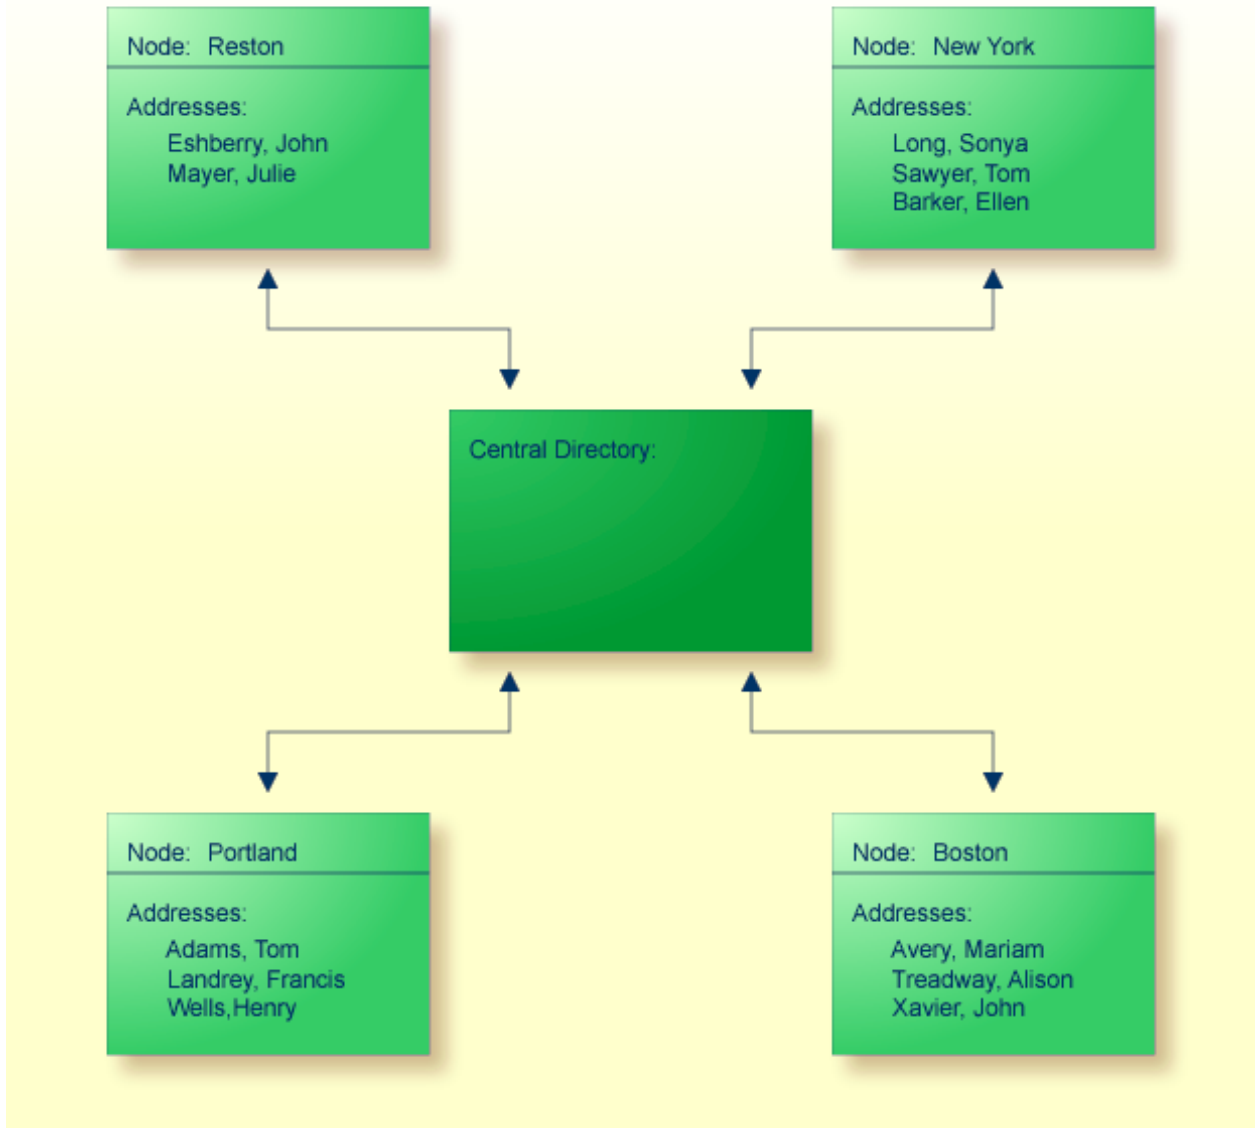 Node: Reston
Addresses:
Eshberry, John
Mayer, Julie
Node: New York
Addresses:
Long, Sonya
Sawyer, Tom
Barker, Ellen
Central Directory:
Node: Portland
Addresses:
Adams, Tom
Landrey, Francis
Wells,Henry
Node: Boston
Addresses:
Avery, Mariam
Treadway, Alison
Xavier, John